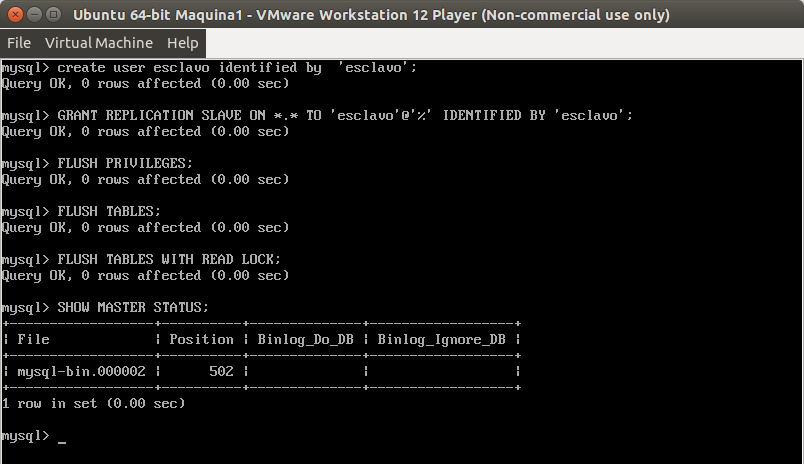 Ubuntu 64-bit Maquina1 - VMware Workstation 12 Player (Non-commercial use only)
File Virtual Machine Help
mysql> create user esclavo identified by  'esclavo';
Query OK, 0 rows affected (0.00 sec)
mysql> GRANT REPLICATION SLAVE ON *.* TO 'esclavo'@'%' IDENTIFIED BY 'esclavo';
Query OK, 0 rows affected (0.00 sec)
mysql> FLUSH PRIVILEGES;
Query OK, 0 rows affected (0.00 sec)
mysql> FLUSH TABLES;
Query OK, 0 rows affected (0.00 sec)
mysql> FLUSH TABLES WITH READ LOCK;
Query OK, 0 rows affected (0.00 sec)
mysql> SHOW MASTER STATUS;
+------------------+----------+--------------+------------------+
| File             | Position | Binlog_Do_DB | Binlog_Ignore_DB |
+------------------+----------+--------------+------------------+
| mysql-bin.000002 |      502 |              |                  |
+------------------+----------+--------------+------------------+
1 row in set (0.00 sec)
mysql> _